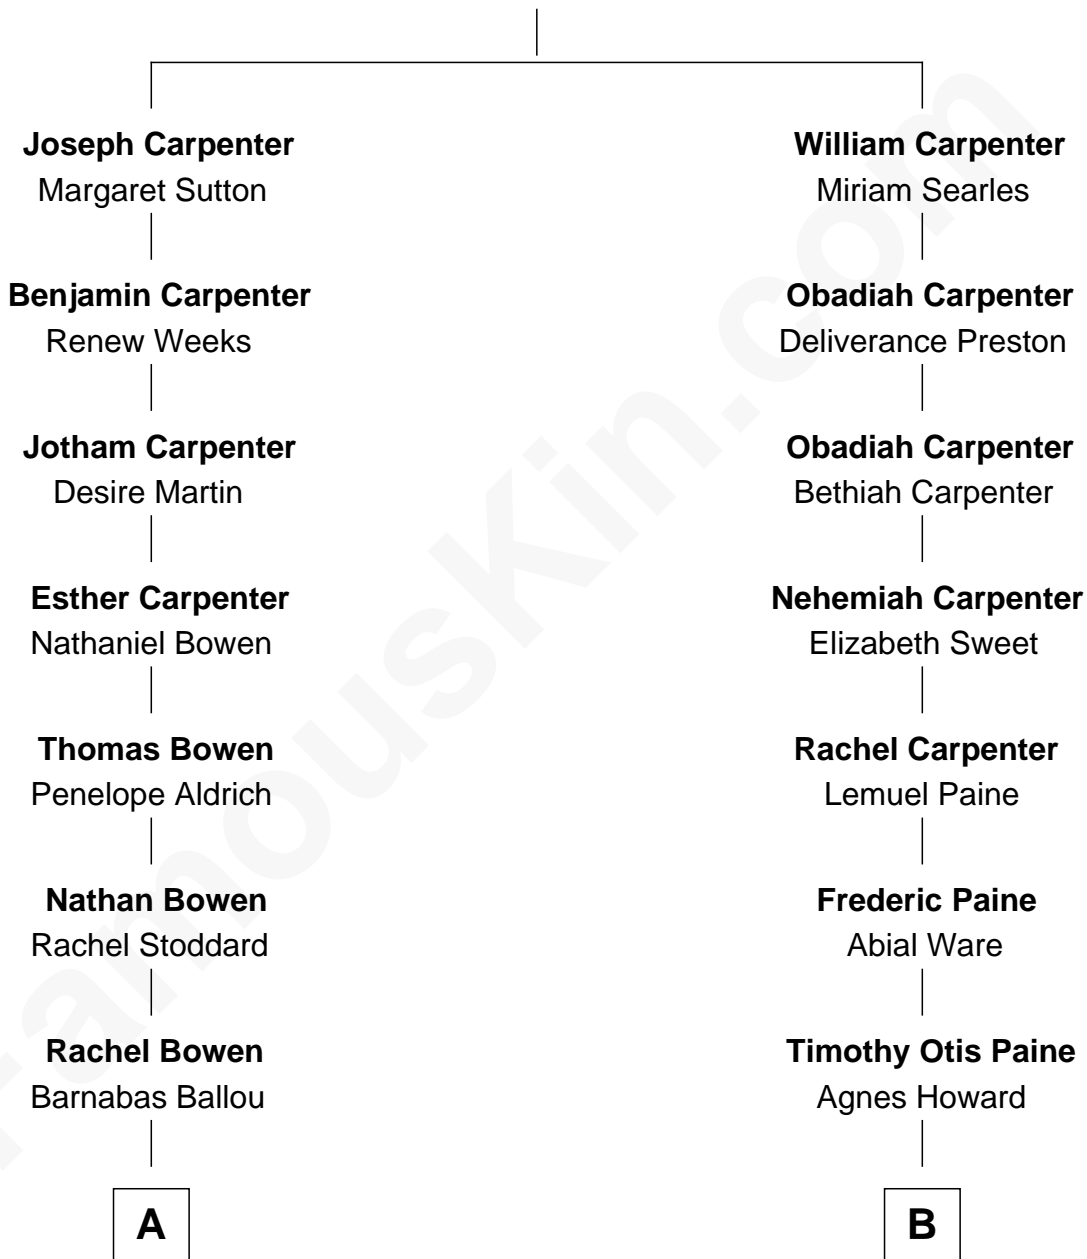 Joseph Carpenter
Margaret Sutton
Benjamin Carpenter
Renew Weeks
Jotham Carpenter
Desire Martin
Esther Carpenter
Nathaniel Bowen
Thomas Bowen
Penelope Aldrich
Nathan Bowen
Rachel Stoddard
Rachel Bowen
Barnabas Ballou
A
William Carpenter
Miriam Searles
Obadiah Carpenter
Deliverance Preston
Obadiah Carpenter
Bethiah Carpenter
Nehemiah Carpenter
Elizabeth Sweet
Rachel Carpenter
Lemuel Paine
Frederic Paine
Abial Ware
Timothy Otis Paine
Agnes Howard
B
FamousKin.com